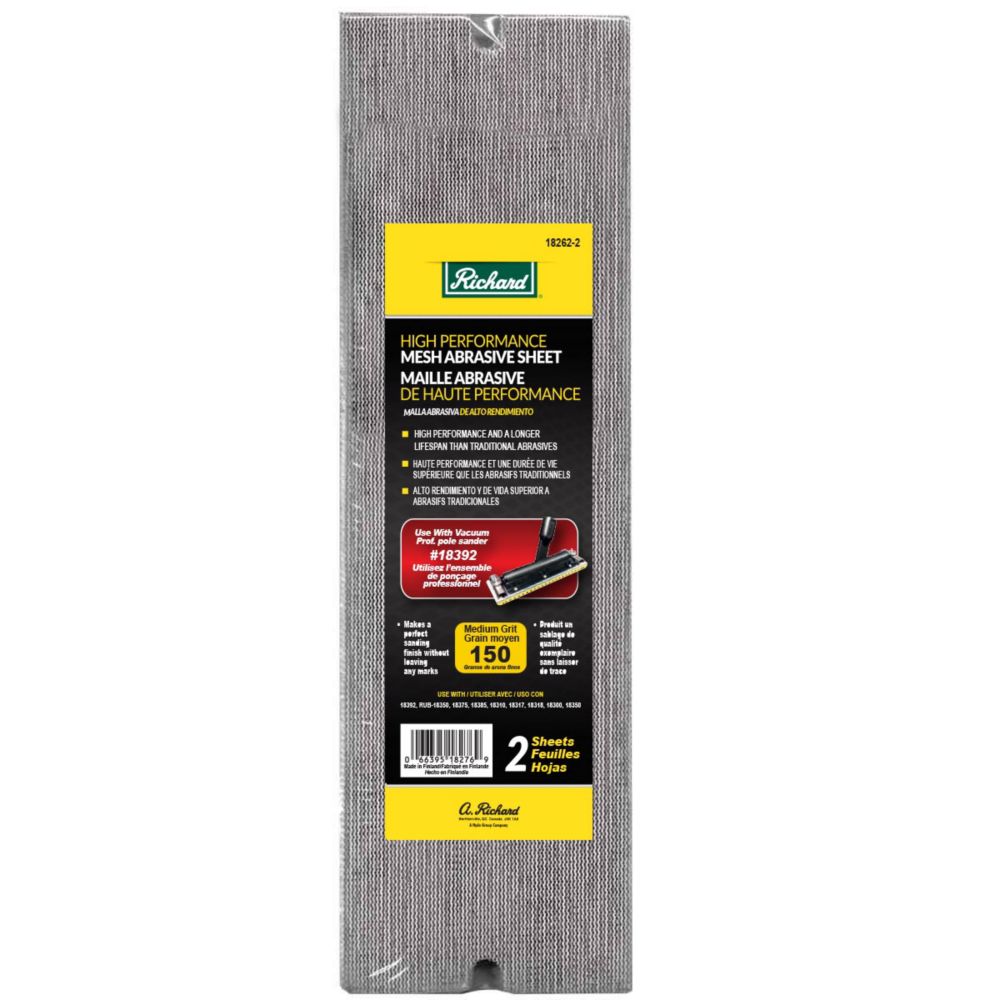 18262-2
Richard
HIGH PERFORMANCE
MESH ABRASIVE SHEET
MAILLE ABRASIVE
DE HAUTE PERFORMANCE
MALLA ABRASIVA DE ALTO RENDIMIENTO
HIGH PERFORMANCE AND A LONGER
LIFESPAN THAN TRADITIONAL ABRASIVES
HAUTE PERFORMANCE ET UNE DURÉE DE VIE
SUPÉRIEURE QUE LES ABRASIFS TRADITIONNELS
ALTO RENDIMIENTO Y DE VIDA SUPERIOR A
ABRASIFS TRADICIONALES
Use With Vacuum
Prof. pole sander
#18392
Utilisez l'ensemble
de ponçage
professionnel
• Makes a
perfect
sanding
finish without
leaving
any marks
Medium Grit
Grain moyen
150
• Produit un
sablage de
qualité
exemplaire
sans laisser
de trace
USE WITH / UTILISER AVEC / USO CON
18392, RUB-18350, 18375, 18385, 18310, 18317, 18318, 18300, 18350
0 66395 18276 9
Made in Finland/Fabriqué en Finlande
Hecho en Finlandia
2 Sheets
Feuilles
Hojas
A. Richard
A Hyde Group Company